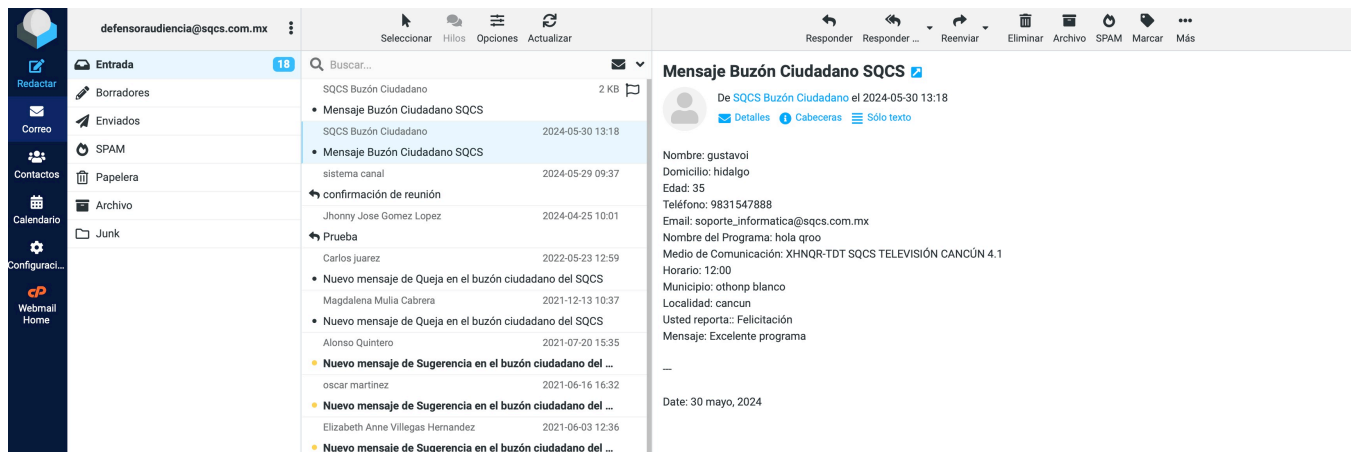 defensoraudiencia@sqcs.com.mx
Seleccionar Hilos Opciones Actualizar
Responder Responder ... Reenviar Eliminar Archivo SPAM Marcar Más
Redactar
Correo
Contactos
Calendario
Configuraci...
cP
Webmail
Home
Entrada 18
Borradores
Enviados
SPAM
Papelera
Archivo
Junk
Buscar...
SQCS Buzón Ciudadano 2 KB
• Mensaje Buzón Ciudadano SQCS
SQCS Buzón Ciudadano 2024-05-30 13:18
• Mensaje Buzón Ciudadano SQCS
sistema canal 2024-05-29 09:37
confirmación de reunión
Jhonny Jose Gomez Lopez 2024-04-25 10:01
Prueba
Carlos juarez 2022-05-23 12:59
• Nuevo mensaje de Queja en el buzón ciudadano del SQCS
Magdalena Mulia Cabrera 2021-12-13 10:37
• Nuevo mensaje de Queja en el buzón ciudadano del SQCS
Alonso Quintero 2021-07-20 15:35
• Nuevo mensaje de Sugerencia en el buzón ciudadano del ...
oscar martinez 2021-06-16 16:32
• Nuevo mensaje de Sugerencia en el buzón ciudadano del ...
Elizabeth Anne Villegas Hernandez 2021-06-03 12:36
• Nuevo mensaje de Sugerencia en el buzón ciudadano del ...
Mensaje Buzón Ciudadano SQCS
De SQCS Buzón Ciudadano el 2024-05-30 13:18
Detalles Cabeceras Sólo texto
Nombre: gustavoi
Domicilio: hidalgo
Edad: 35
Teléfono: 9831547888
Email: soporte_informatica@sqcs.com.mx
Nombre del Programa: hola qroo
Medio de Comunicación: XHNQR-TDT SQCS TELEVISIÓN CANCÚN 4.1
Horario: 12:00
Municipio: othonp blanco
Localidad: cancun
Usted reporta:: Felicitación
Mensaje: Excelente programa
---
Date: 30 mayo, 2024